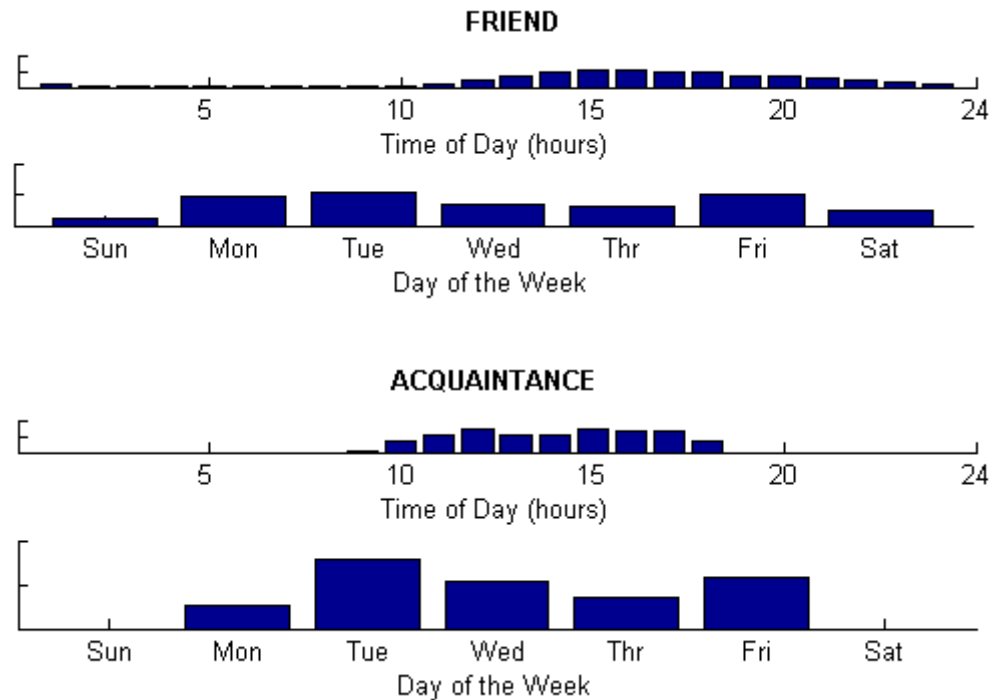 FRIEND
5 10 15 20 24
Time of Day (hours)
Sun Mon Tue Wed Thr Fri Sat
Day of the Week
ACQUAINTANCE
5 10 15 20 24
Time of Day (hours)
Sun Mon Tue Wed Thr Fri Sat
Day of the Week